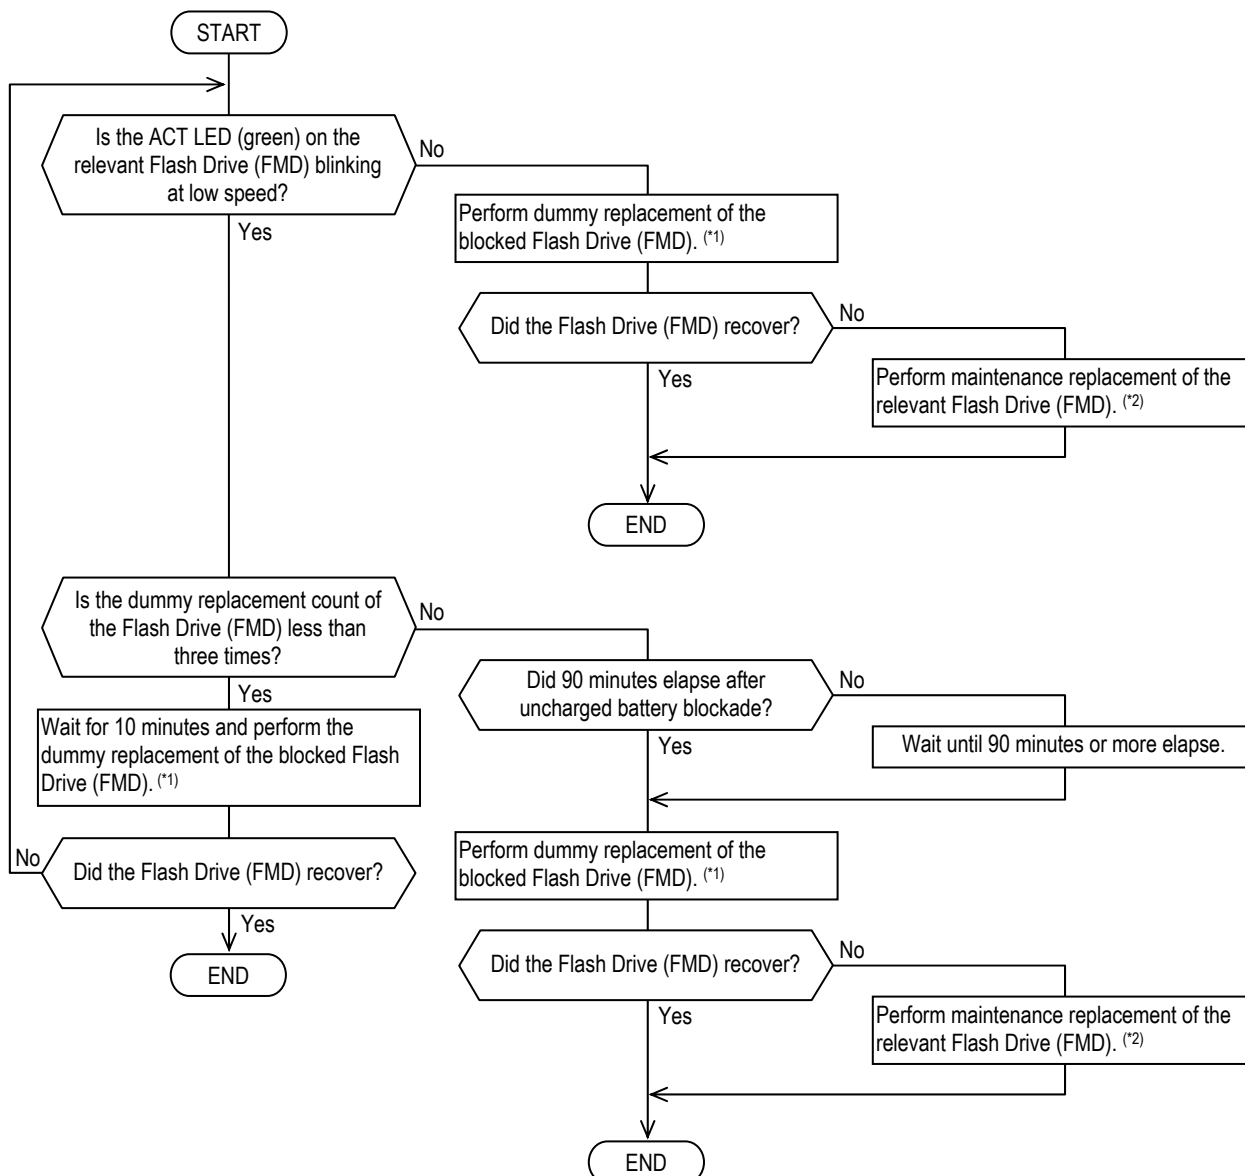 START
Is the ACT LED (green) on the
relevant Flash Drive (FMD) blinking
at low speed?
No
Yes
Perform dummy replacement of the
blocked Flash Drive (FMD). (*1)
Did the Flash Drive (FMD) recover?
No
Yes
Perform maintenance replacement of the
relevant Flash Drive (FMD). (*2)
END
Is the dummy replacement count of
the Flash Drive (FMD) less than
three times?
No
Yes
Did 90 minutes elapse after
uncharged battery blockade?
No
Yes
Wait until 90 minutes or more elapse.
Wait for 10 minutes and perform the
dummy replacement of the blocked Flash
Drive (FMD). (*1)
No
Did the Flash Drive (FMD) recover?
Yes
END
Perform dummy replacement of the
blocked Flash Drive (FMD). (*1)
Did the Flash Drive (FMD) recover?
No
Yes
Perform maintenance replacement of the
relevant Flash Drive (FMD). (*2)
END